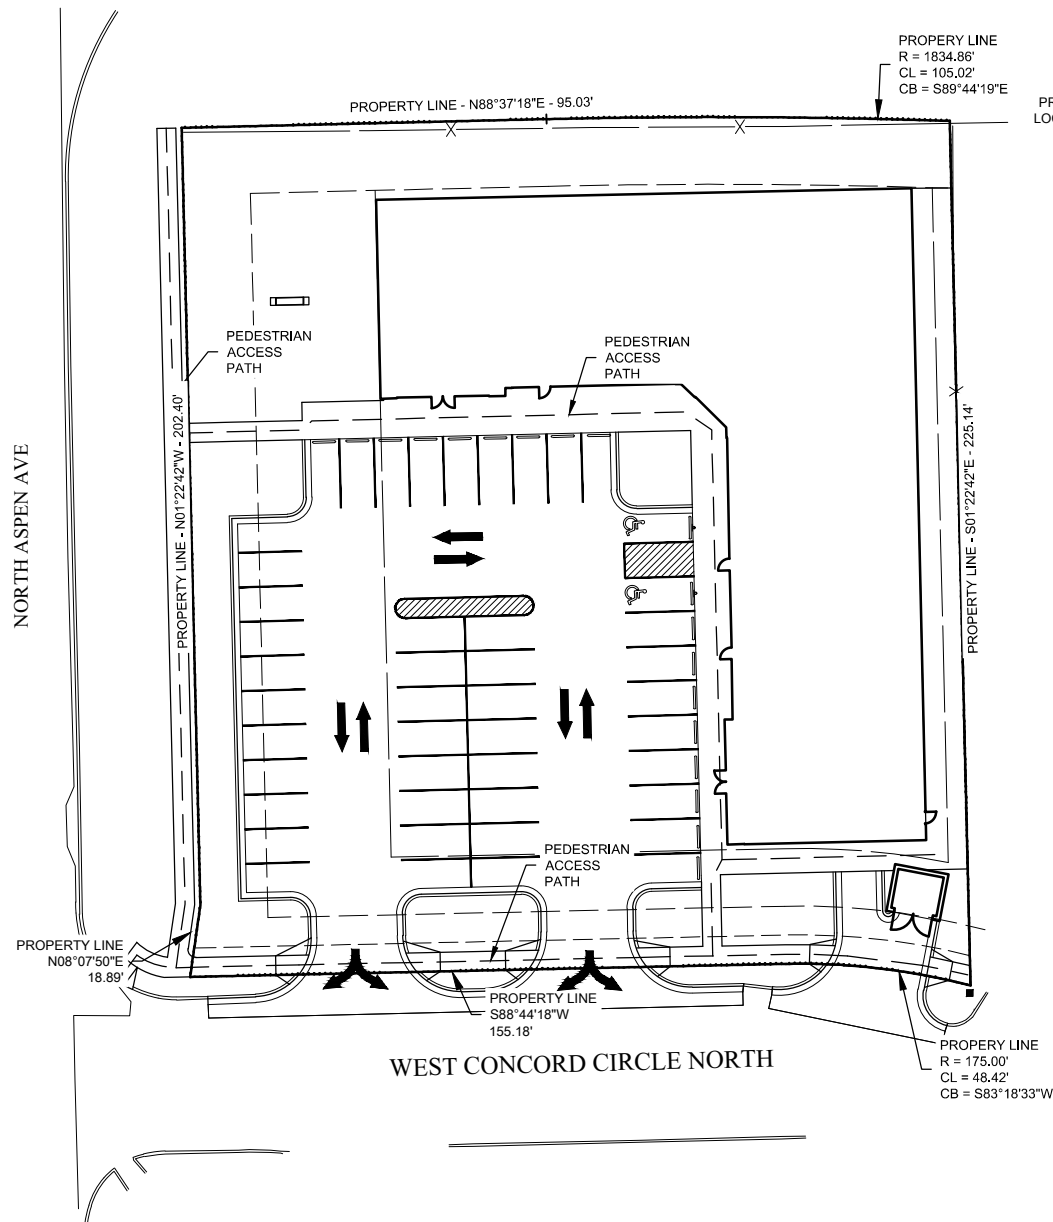 PROPERY LINE
R = 1834.86'
CL = 105.02'
CB = S89°44'19"E
PROPERTY LINE - N88°37'18"E - 95.03'
PEDESTRIAN
ACCESS
PATH
PEDESTRIAN
ACCESS
PATH
PROPERTY LINE - N01°22'42"W - 202.40'
PROPERTY LINE - S01°22'42"E - 225.14'
NORTH ASPEN AVE
PEDESTRIAN
ACCESS
PATH
PROPERTY LINE
N08°07'50"E
18.89'
PROPERTY LINE
S88°44'18"W
155.18'
WEST CONCORD CIRCLE NORTH
PROPERY LINE
R = 175.00'
CL = 48.42'
CB = S83°18'33"W